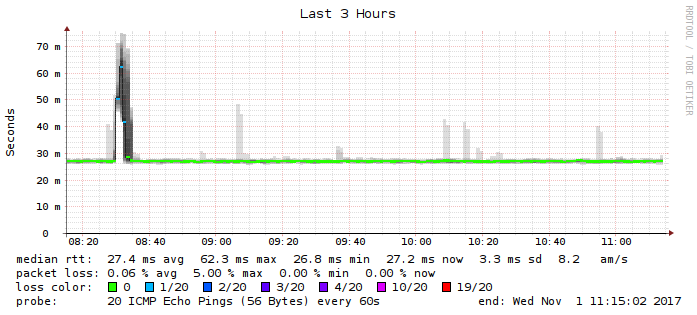 Last 3 Hours
RRDTOOL / TOBI OETIKER
Seconds
70 m
60 m
50 m
40 m
30 m
20 m
10 m
0
08:20 08:40 09:00 09:20 09:40 10:00 10:20 10:40 11:00
median rtt: 27.4 ms avg 62.3 ms max 26.8 ms min 27.2 ms now 3.3 ms sd 8.2 am/s
packet loss: 0.06 % avg 5.00 % max 0.00 % min 0.00 % now
loss color: 0 1/20 2/20 3/20 4/20 10/20 19/20
probe: 20 ICMP Echo Pings (56 Bytes) every 60s end: Wed Nov 1 11:15:02 2017